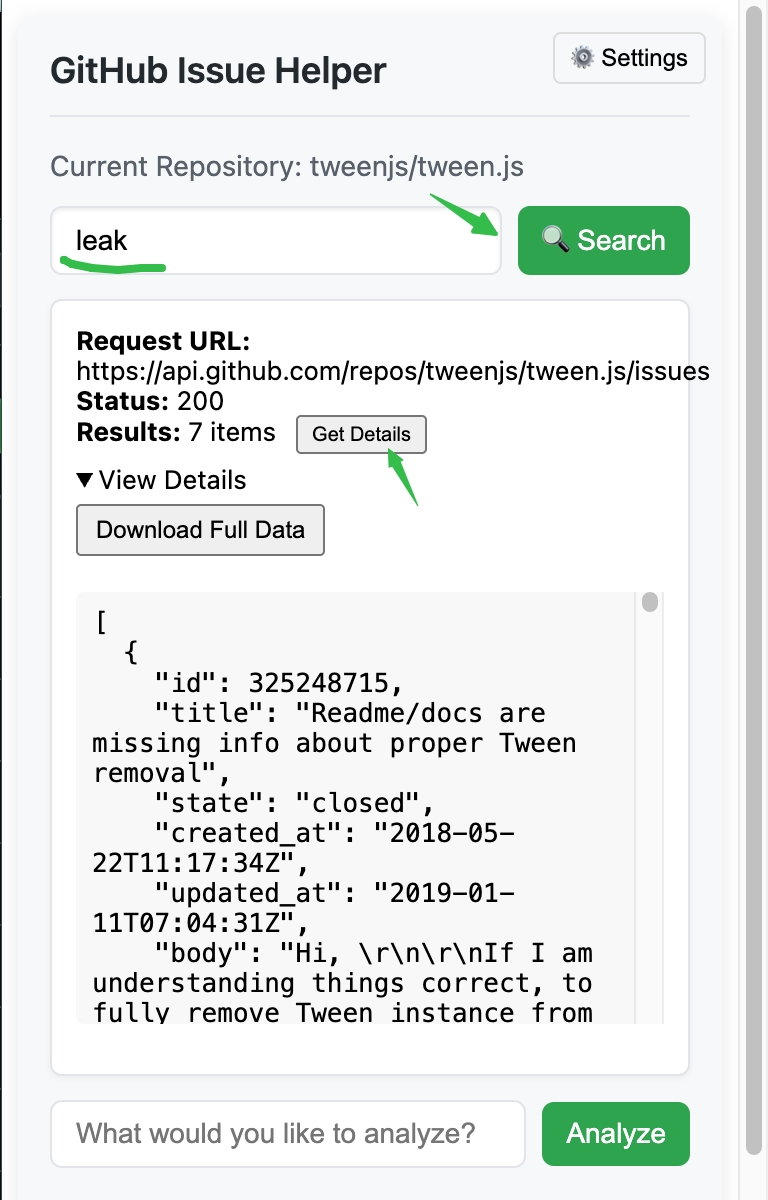 GitHub Issue Helper
⚙️ Settings
Current Repository: tweenjs/tween.js
leak
🔍 Search
Request URL:
https://api.github.com/repos/tweenjs/tween.js/issues
Status: 200
Results: 7 items
Get Details
▼ View Details
Download Full Data
[
  {
    "id": 325248715,
    "title": "Readme/docs are
missing info about proper Tween
removal",
    "state": "closed",
    "created_at": "2018-05-
22T11:17:34Z",
    "updated_at": "2019-01-
11T07:04:31Z",
    "body": "Hi, \r\n\r\nIf I am
understanding things correct, to
fully remove Tween instance from
What would you like to analyze?
Analyze